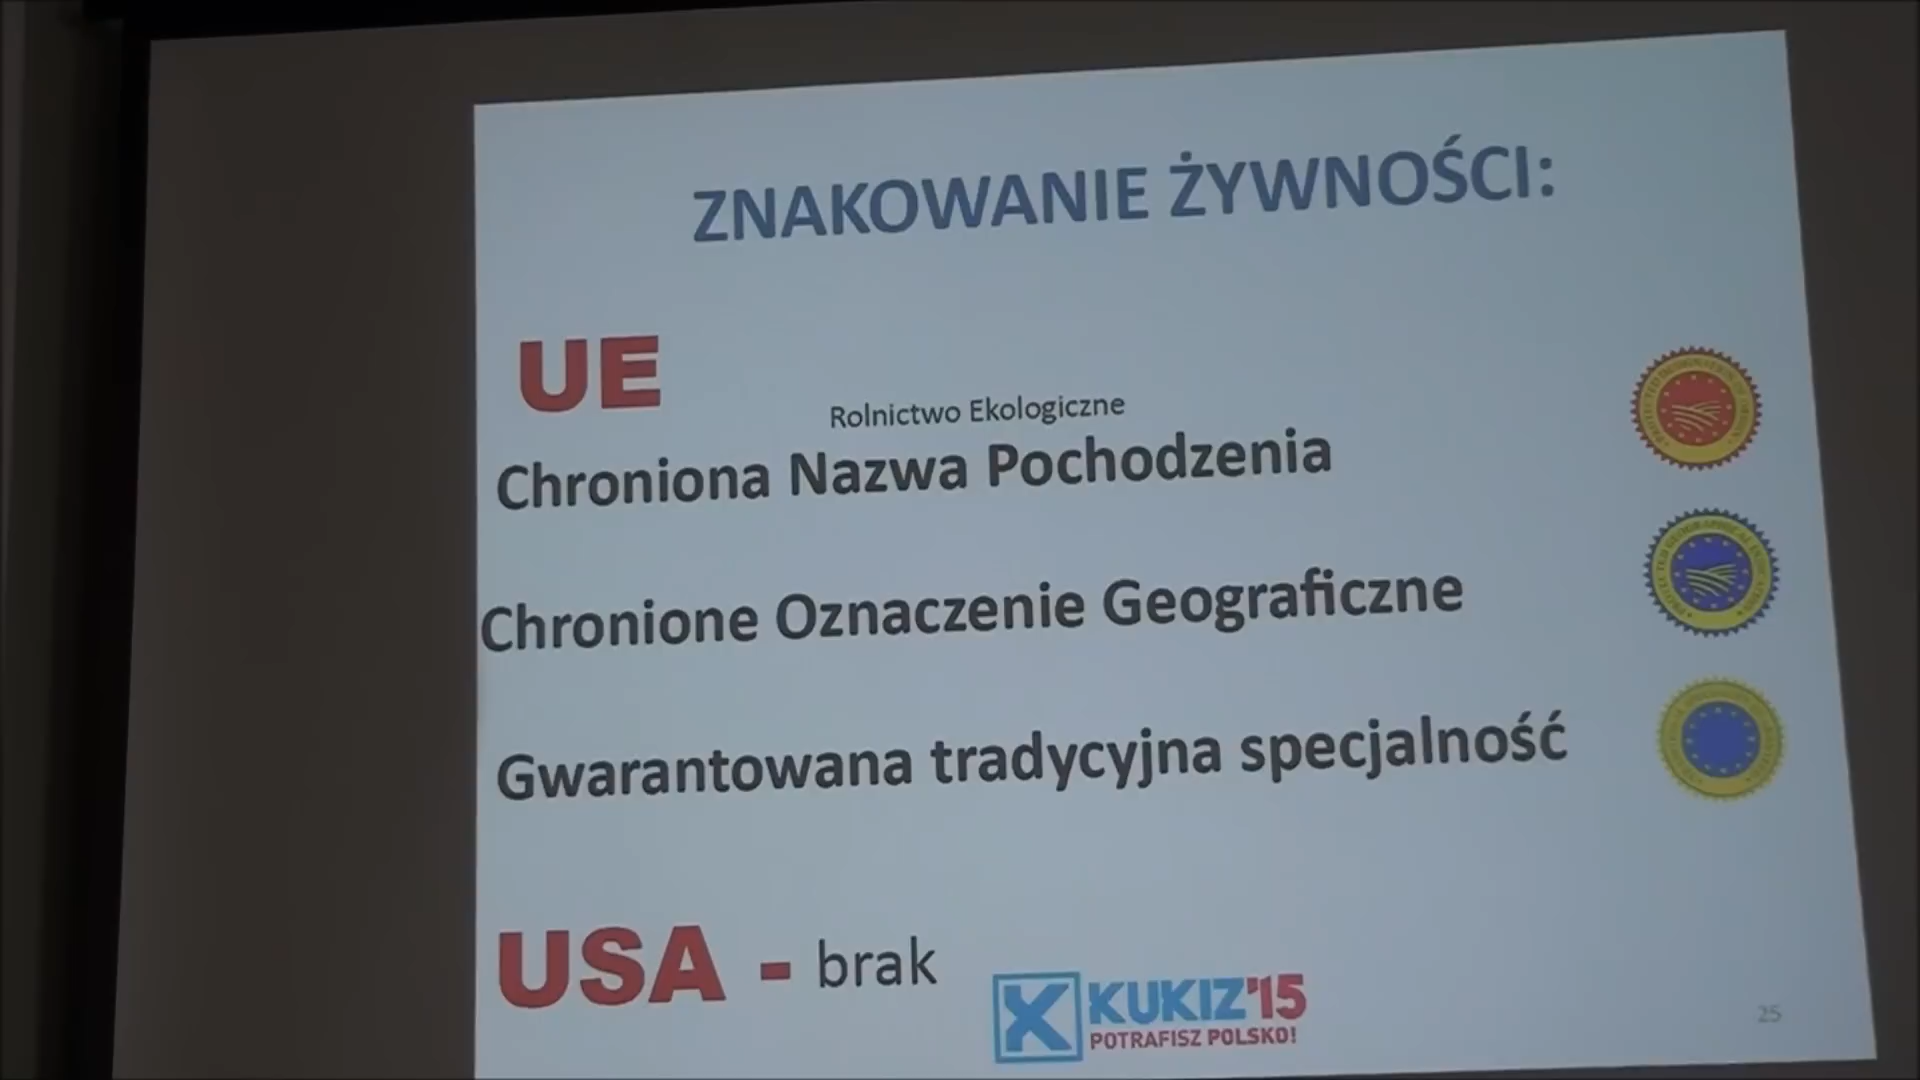 ZNAKOWANIE ŻYWNOŚCI:
UE
Rolnictwo Ekologiczne
Chroniona Nazwa Pochodzenia
Chronione Oznaczenie Geograficzne
Gwarantowana tradycyjna specjalność
USA - brak
KUKIZ'15
POTRAFISZ POLSKO!
25